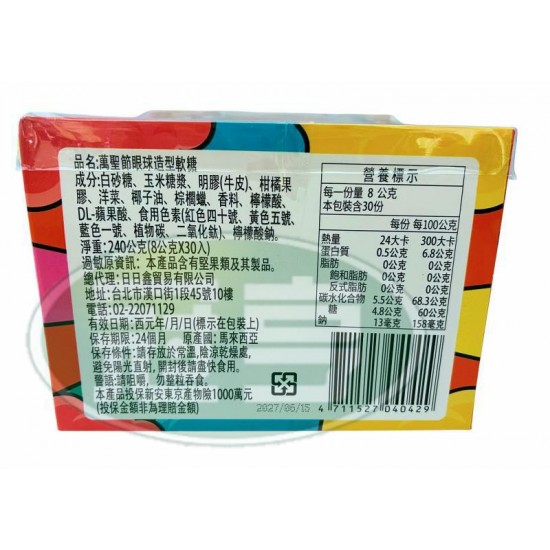 品名:萬聖節眼球造型軟糖
成分:白砂糖、玉米糖漿、明膠(牛皮)、柑橘果
膠、洋菜、椰子油、棕櫚蠟、香料、檸檬酸、
DL-蘋果酸、食用色素(紅色四十號、黃色五號、
藍色一號、植物碳、二氧化鈦)、檸檬酸鈉。
淨重:240公克(8公克X30入)
過敏原資訊：本產品含有堅果類及其製品。
總代理:日日鑫貿易有限公司
地址:台北市漢口街1段45號10樓
電話:02-22071129
有效日期:西元年/月/日(標示在包裝上)
保存期限:24個月 原產國:馬來西亞
保存條件:請存放於常溫,陰涼乾燥處,
避免陽光直射,開封後請盡快食用。
警語:請咀嚼,勿整粒吞食。
本產品投保新安東京產物險1000萬元
(投保金額非為理賠金額)
營養標示
每一份量 8 公克
本包裝含30份
每份 每100公克
熱量 24大卡 300大卡
蛋白質 0.5公克 6.8公克
脂肪 0公克 0公克
飽和脂肪 0公克 0公克
反式脂肪 0公克 0公克
碳水化合物 5.5公克 68.3公克
糖 4.8公克 60公克
鈉 13毫克 158毫克
紙
2027/06/15
4 711527 040429